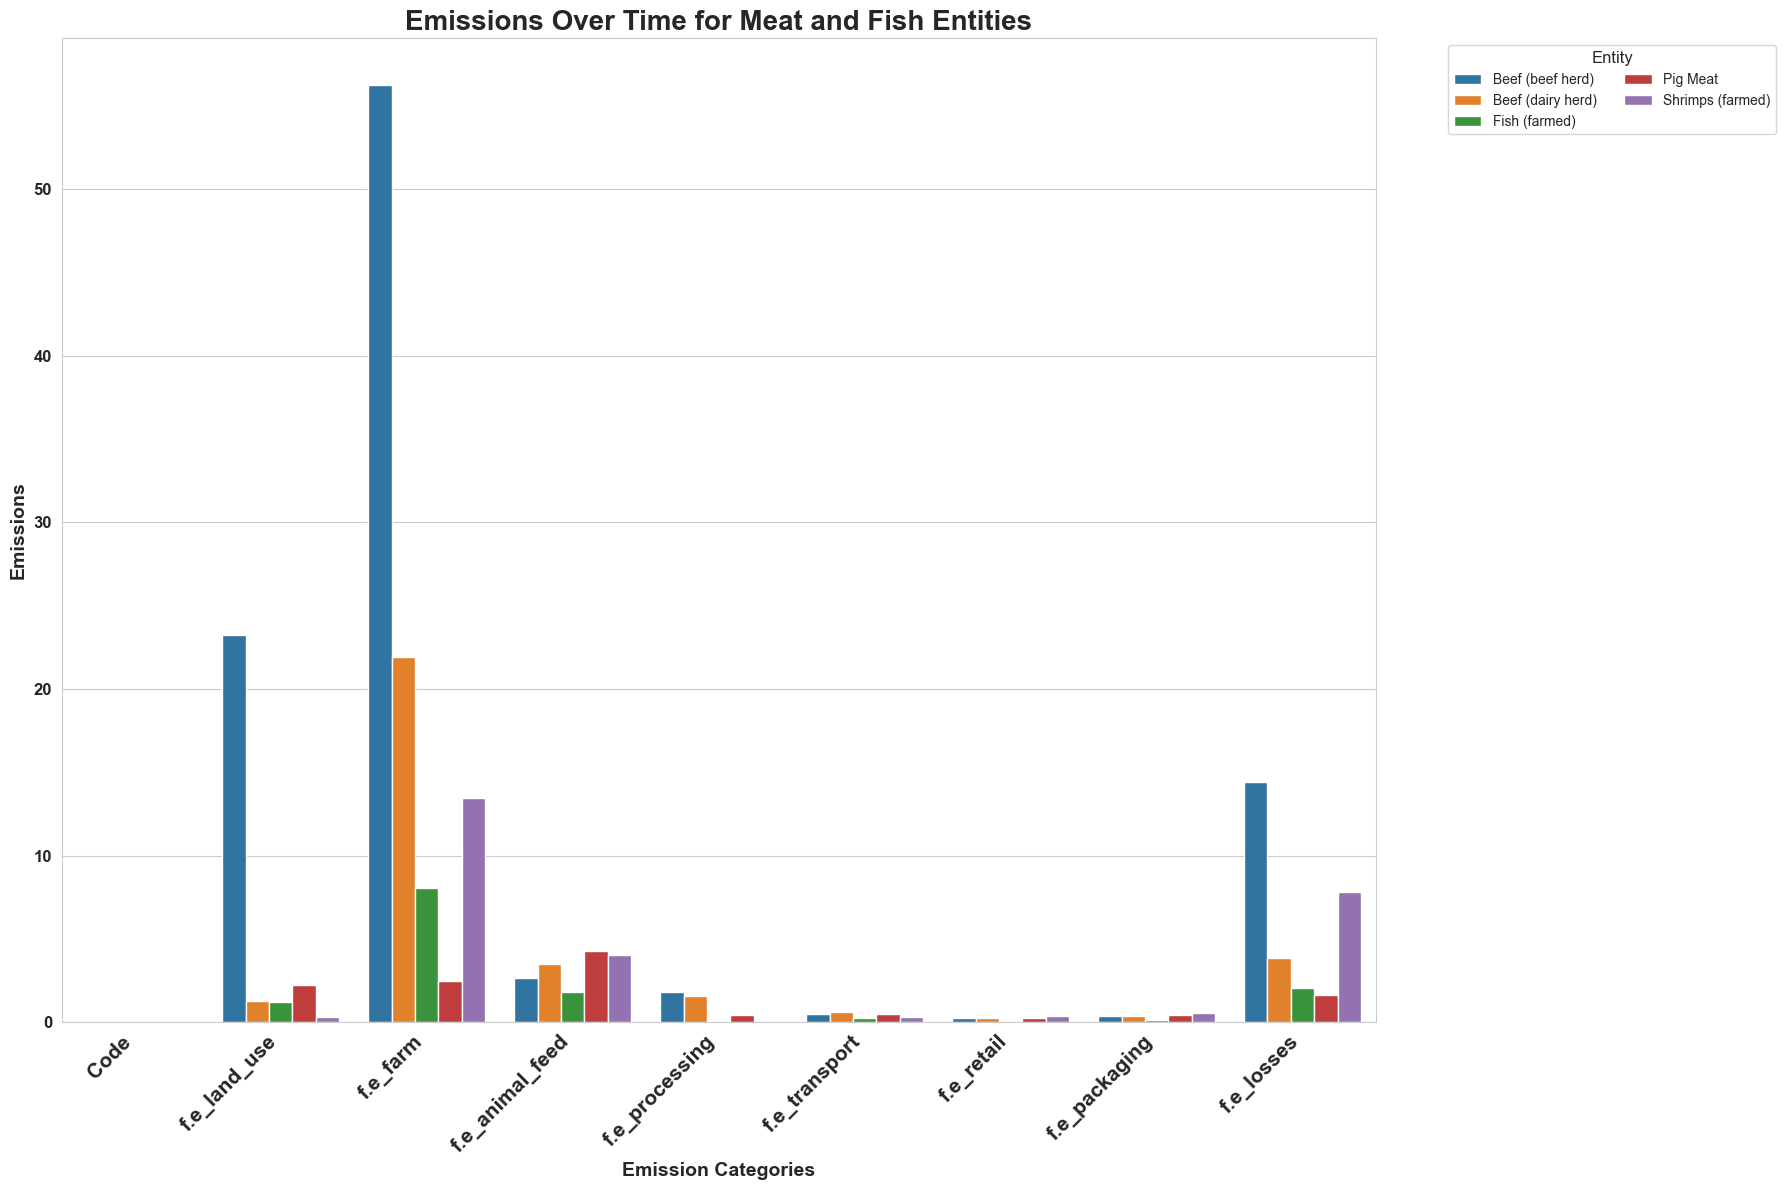 Emissions Over Time for Meat and Fish Entities
Entity
Beef (beef herd)
Beef (dairy herd)
Fish (farmed)
Pig Meat
Shrimps (farmed)
Emissions
50
40
30
20
10
0
Code
f.e_land_use
f.e_farm
f.e_animal_feed
f.e_processing
f.e_transport
f.e_retail
f.e_packaging
f.e_losses
Emission Categories